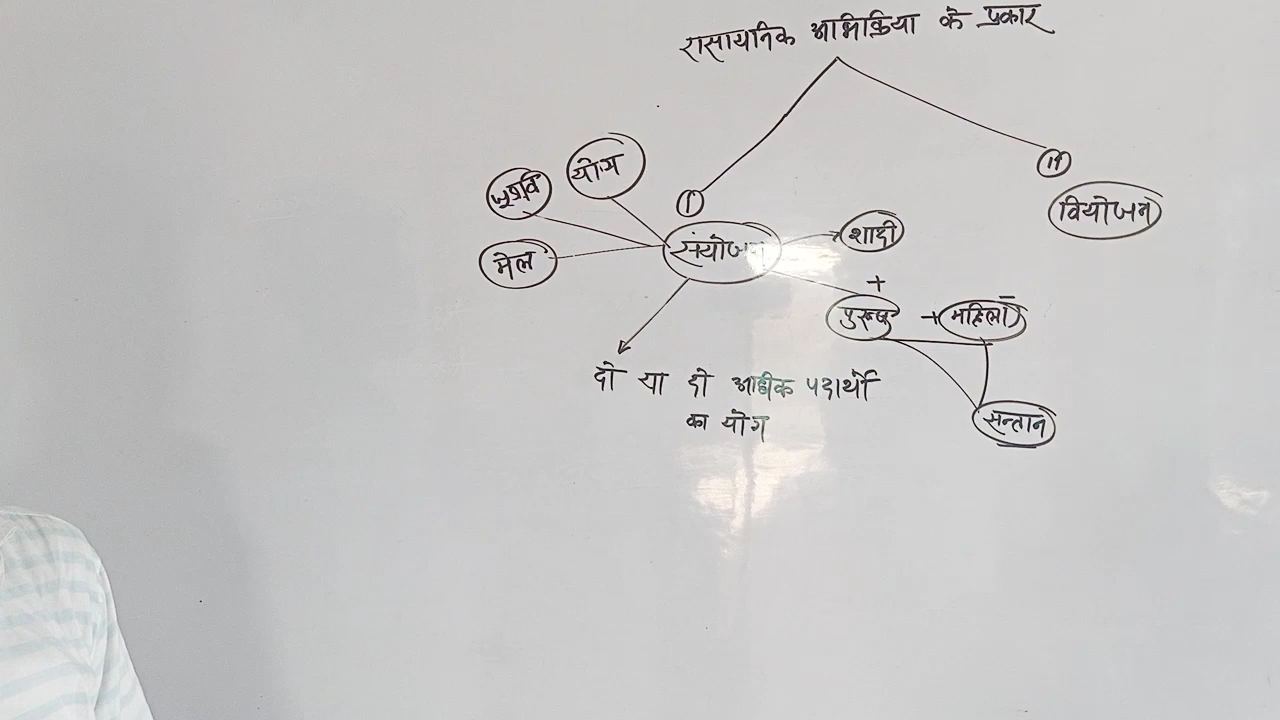 रासायनिक अभिक्रिया के प्रकार
(i)
(ii)
योग
मेल
संयोजन
शादी
वियोजन
+
पुरूष + महिला
सन्तान
दो या दो अधिक पदार्थों
का योग